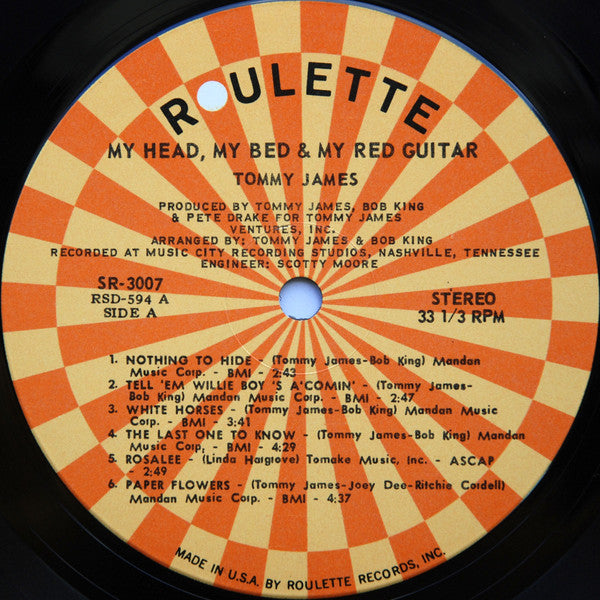 ROULETTE
MY HEAD, MY BED & MY RED GUITAR
TOMMY JAMES
PRODUCED BY TOMMY JAMES, BOB KING
& PETE DRAKE FOR TOMMY JAMES
VENTURES, INC.
ARRANGED BY: TOMMY JAMES & BOB KING
RECORDED AT MUSIC CITY RECORDING STUDIOS, NASHVILLE, TENNESSEE
ENGINEER: SCOTTY MOORE
SR-3007
RSD-594 A
SIDE A
STEREO
33 1/3 RPM
1. NOTHING TO HIDE - (Tommy James-Bob King) Mandan
Music Corp. - BMI - 2:43
2. TELL 'EM WILLIE BOY 'S A'COMIN' - (Tommy James-
Bob King) Mandan Music Corp. - BMI - 2:47
3. WHITE HORSES - (Tommy James-Bob King) Mandan Music
Corp. - BMI - 3:41
4. THE LAST ONE TO KNOW - (Tommy James-Bob King) Mandan
Music Corp. - BMI - 4:29
5. ROSALEE - (Linda Hargrove) Tomake Music, Inc. - ASCAP
- 2:49
6. PAPER FLOWERS - (Tommy James-Joey Dee-Ritchie Cordell)
Mandan Music Corp. - BMI - 4:37
MADE IN U.S.A. BY ROULETTE RECORDS, INC.